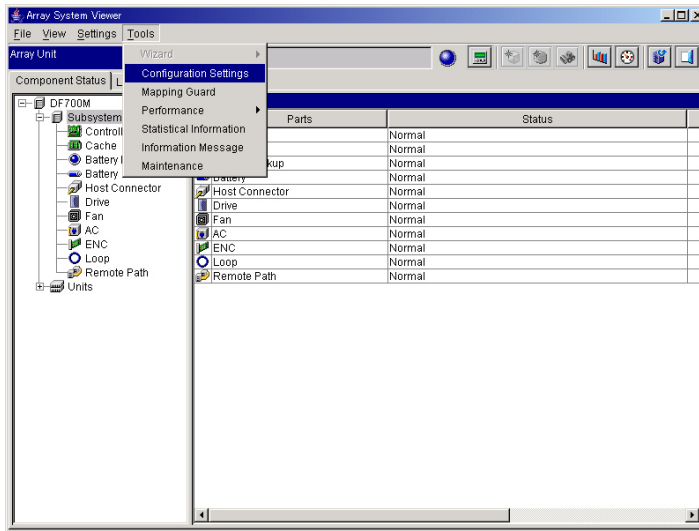 Array System Viewer
File View Settings Tools
Array Unit
Wizard
Configuration Settings
Mapping Guard
Performance
Statistical Information
Information Message
Maintenance
Component Status L
DF700M
Subsystem
Controll
Cache
Battery
Battery
Host Connector
Drive
Fan
AC
ENC
Loop
Remote Path
Units
Parts Status
Normal
Normal
kup Normal
Battery Normal
Host Connector Normal
Drive Normal
Fan Normal
AC Normal
ENC Normal
Loop Normal
Remote Path Normal